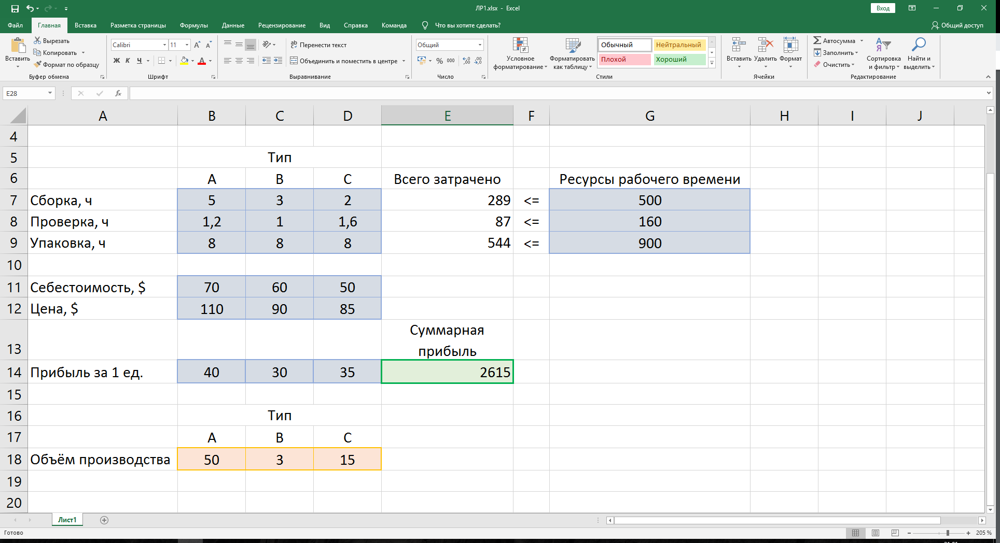 ЛР1.xlsx - Excel
Вход
Файл Главная Вставка Разметка страницы Формулы Данные Рецензирование Вид Справка Команда Что вы хотите сделать? Общий доступ
Вставить
Вырезать
Копировать
Формат по образцу
Буфер обмена
Calibri 11
Ж К Ч
Шрифт
Перенести текст
Объединить и поместить в центре
Выравнивание
Общий
% 000
Число
Условное форматирование
Форматировать как таблицу
Обычный Нейтральный
Плохой Хороший
Стили
Вставить Удалить Формат
Ячейки
Автосумма
Заполнить
Очистить
Сортировка и фильтр
Найти и выделить
Редактирование
E28 fx
A B C D E F G H I J
4
5 Тип
6 A B C Всего затрачено Ресурсы рабочего времени
7 Сборка, ч 5 3 2 289 <= 500
8 Проверка, ч 1,2 1 1,6 87 <= 160
9 Упаковка, ч 8 8 8 544 <= 900
10
11 Себестоимость, $ 70 60 50
12 Цена, $ 110 90 85
13 Суммарная прибыль
14 Прибыль за 1 ед. 40 30 35 2615
15
16 Тип
17 A B C
18 Объём производства 50 3 15
19
20
Лист1
Готово
205 %